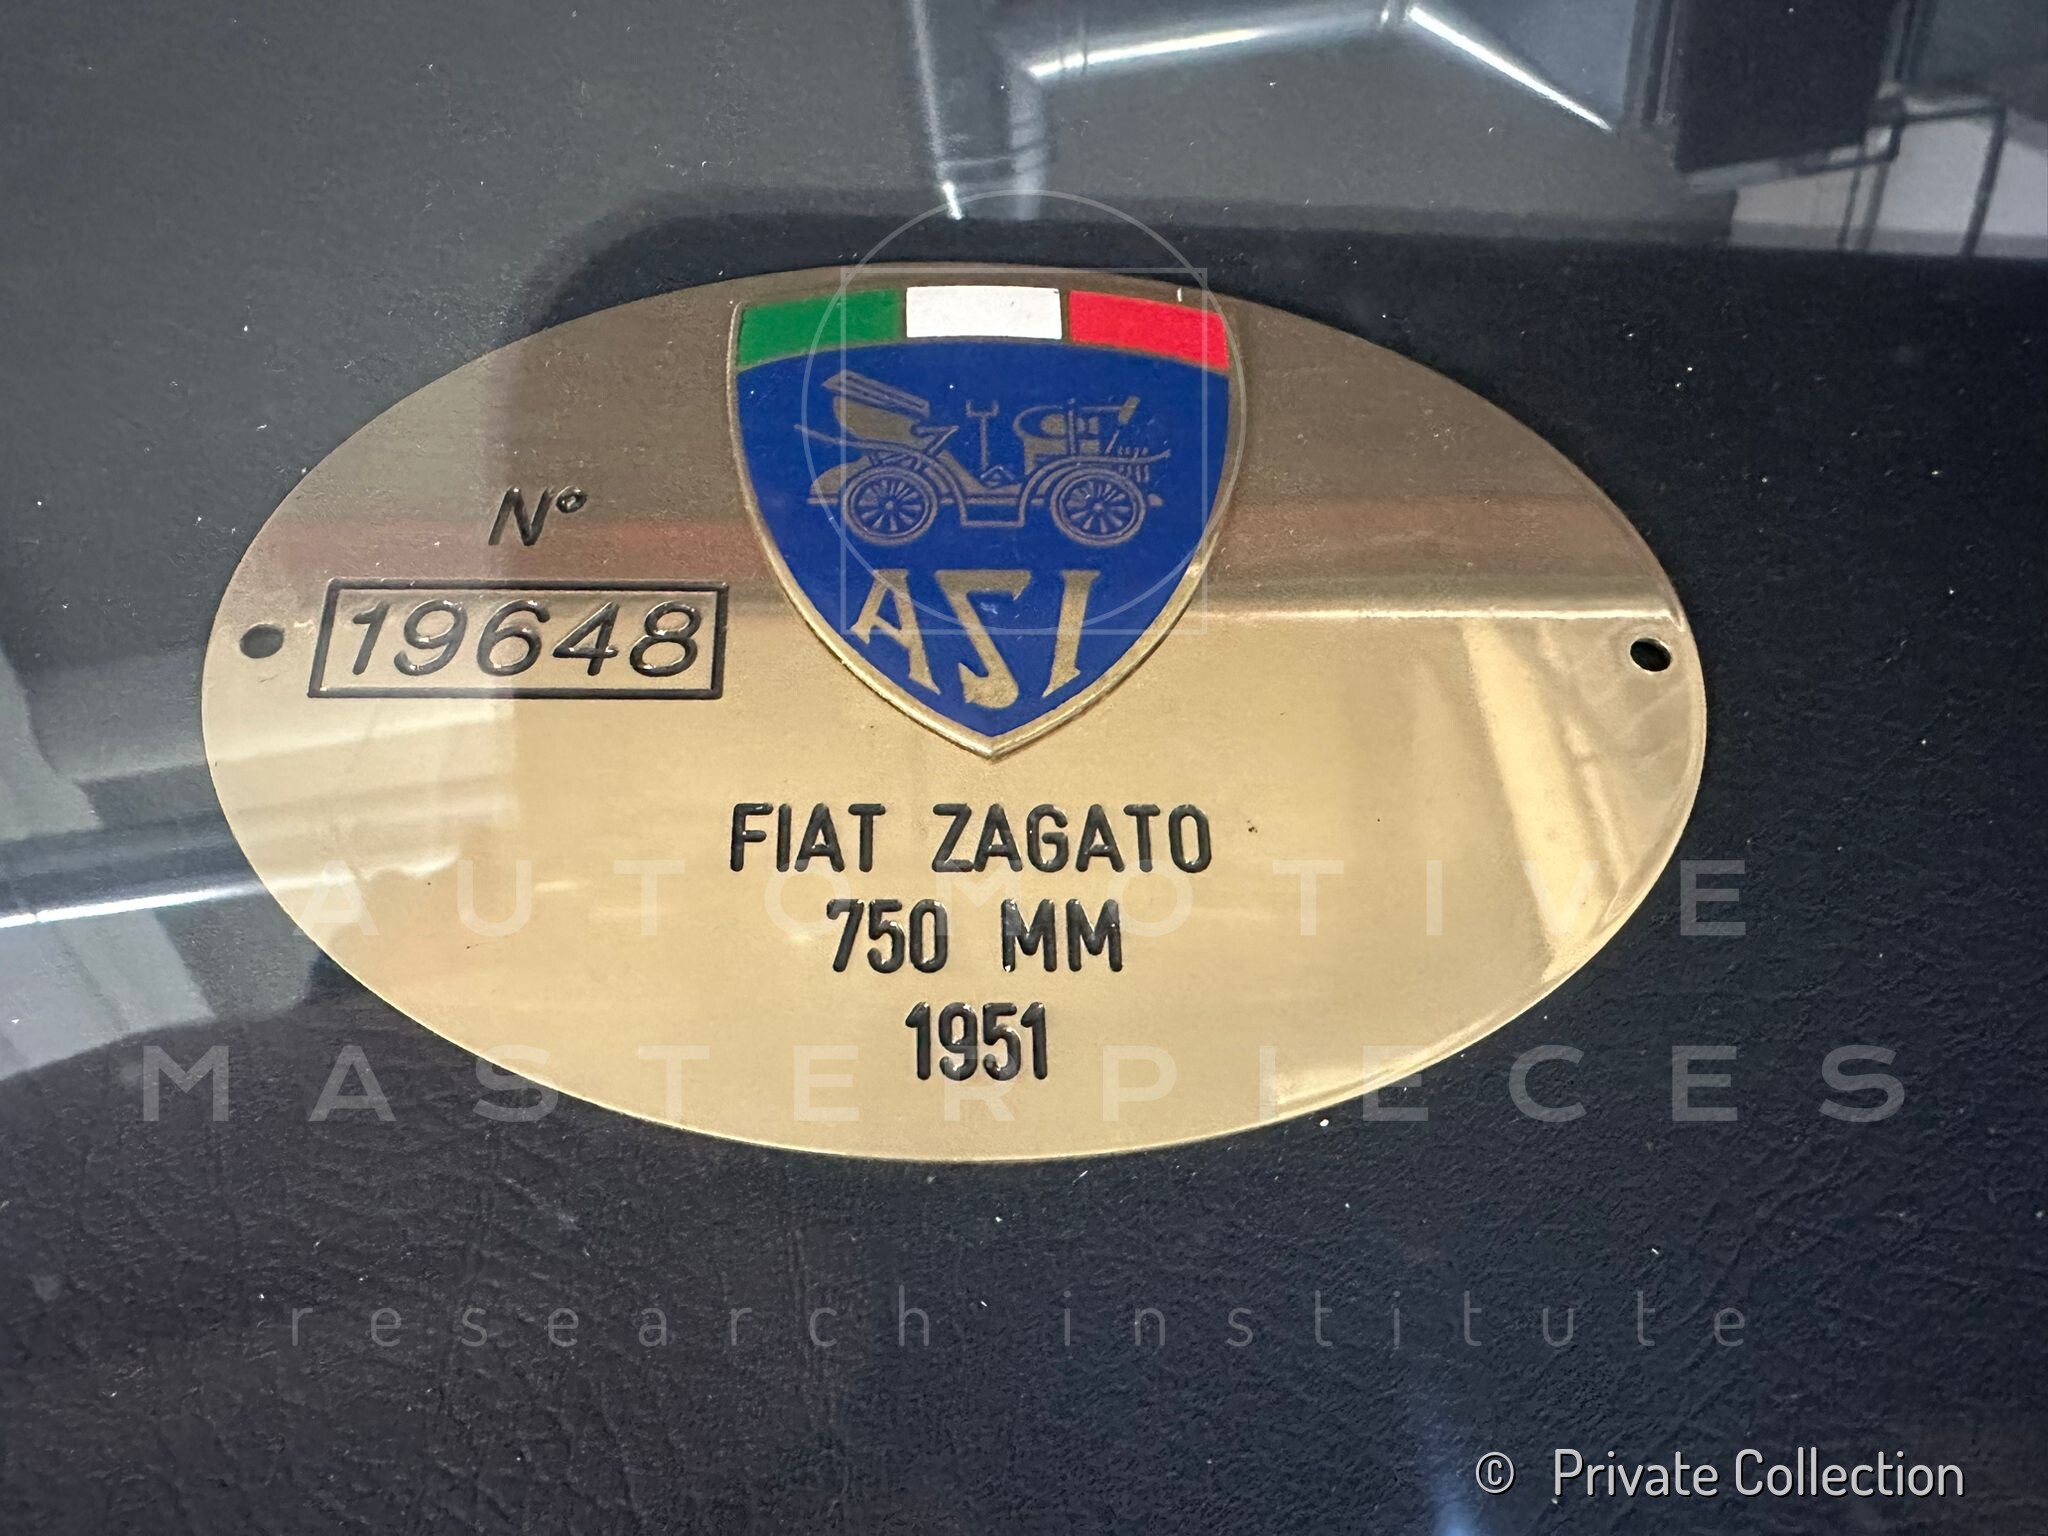 N°
19648
ASI
FIAT ZAGATO
750 MM
1951
AUTOMOTIVE
MASTERPIECES
research institute
© Private Collection